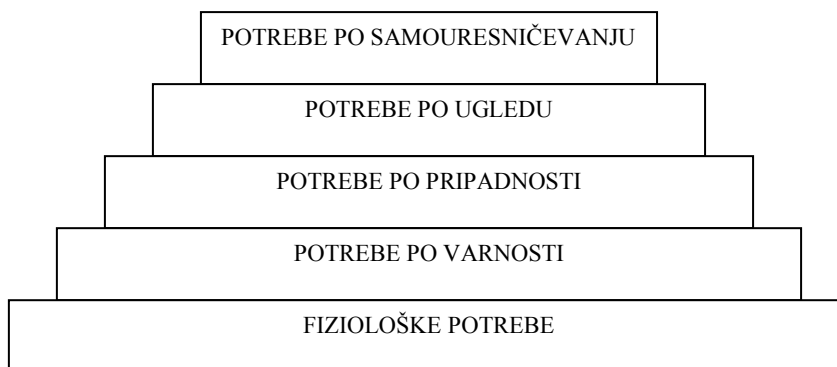 POTREBE PO SAMOURESNIČEVANJU
POTREBE PO UGLEDU
POTREBE PO PRIPADNOSTI
POTREBE PO VARNOSTI
FIZIOLOŠKE POTREBE